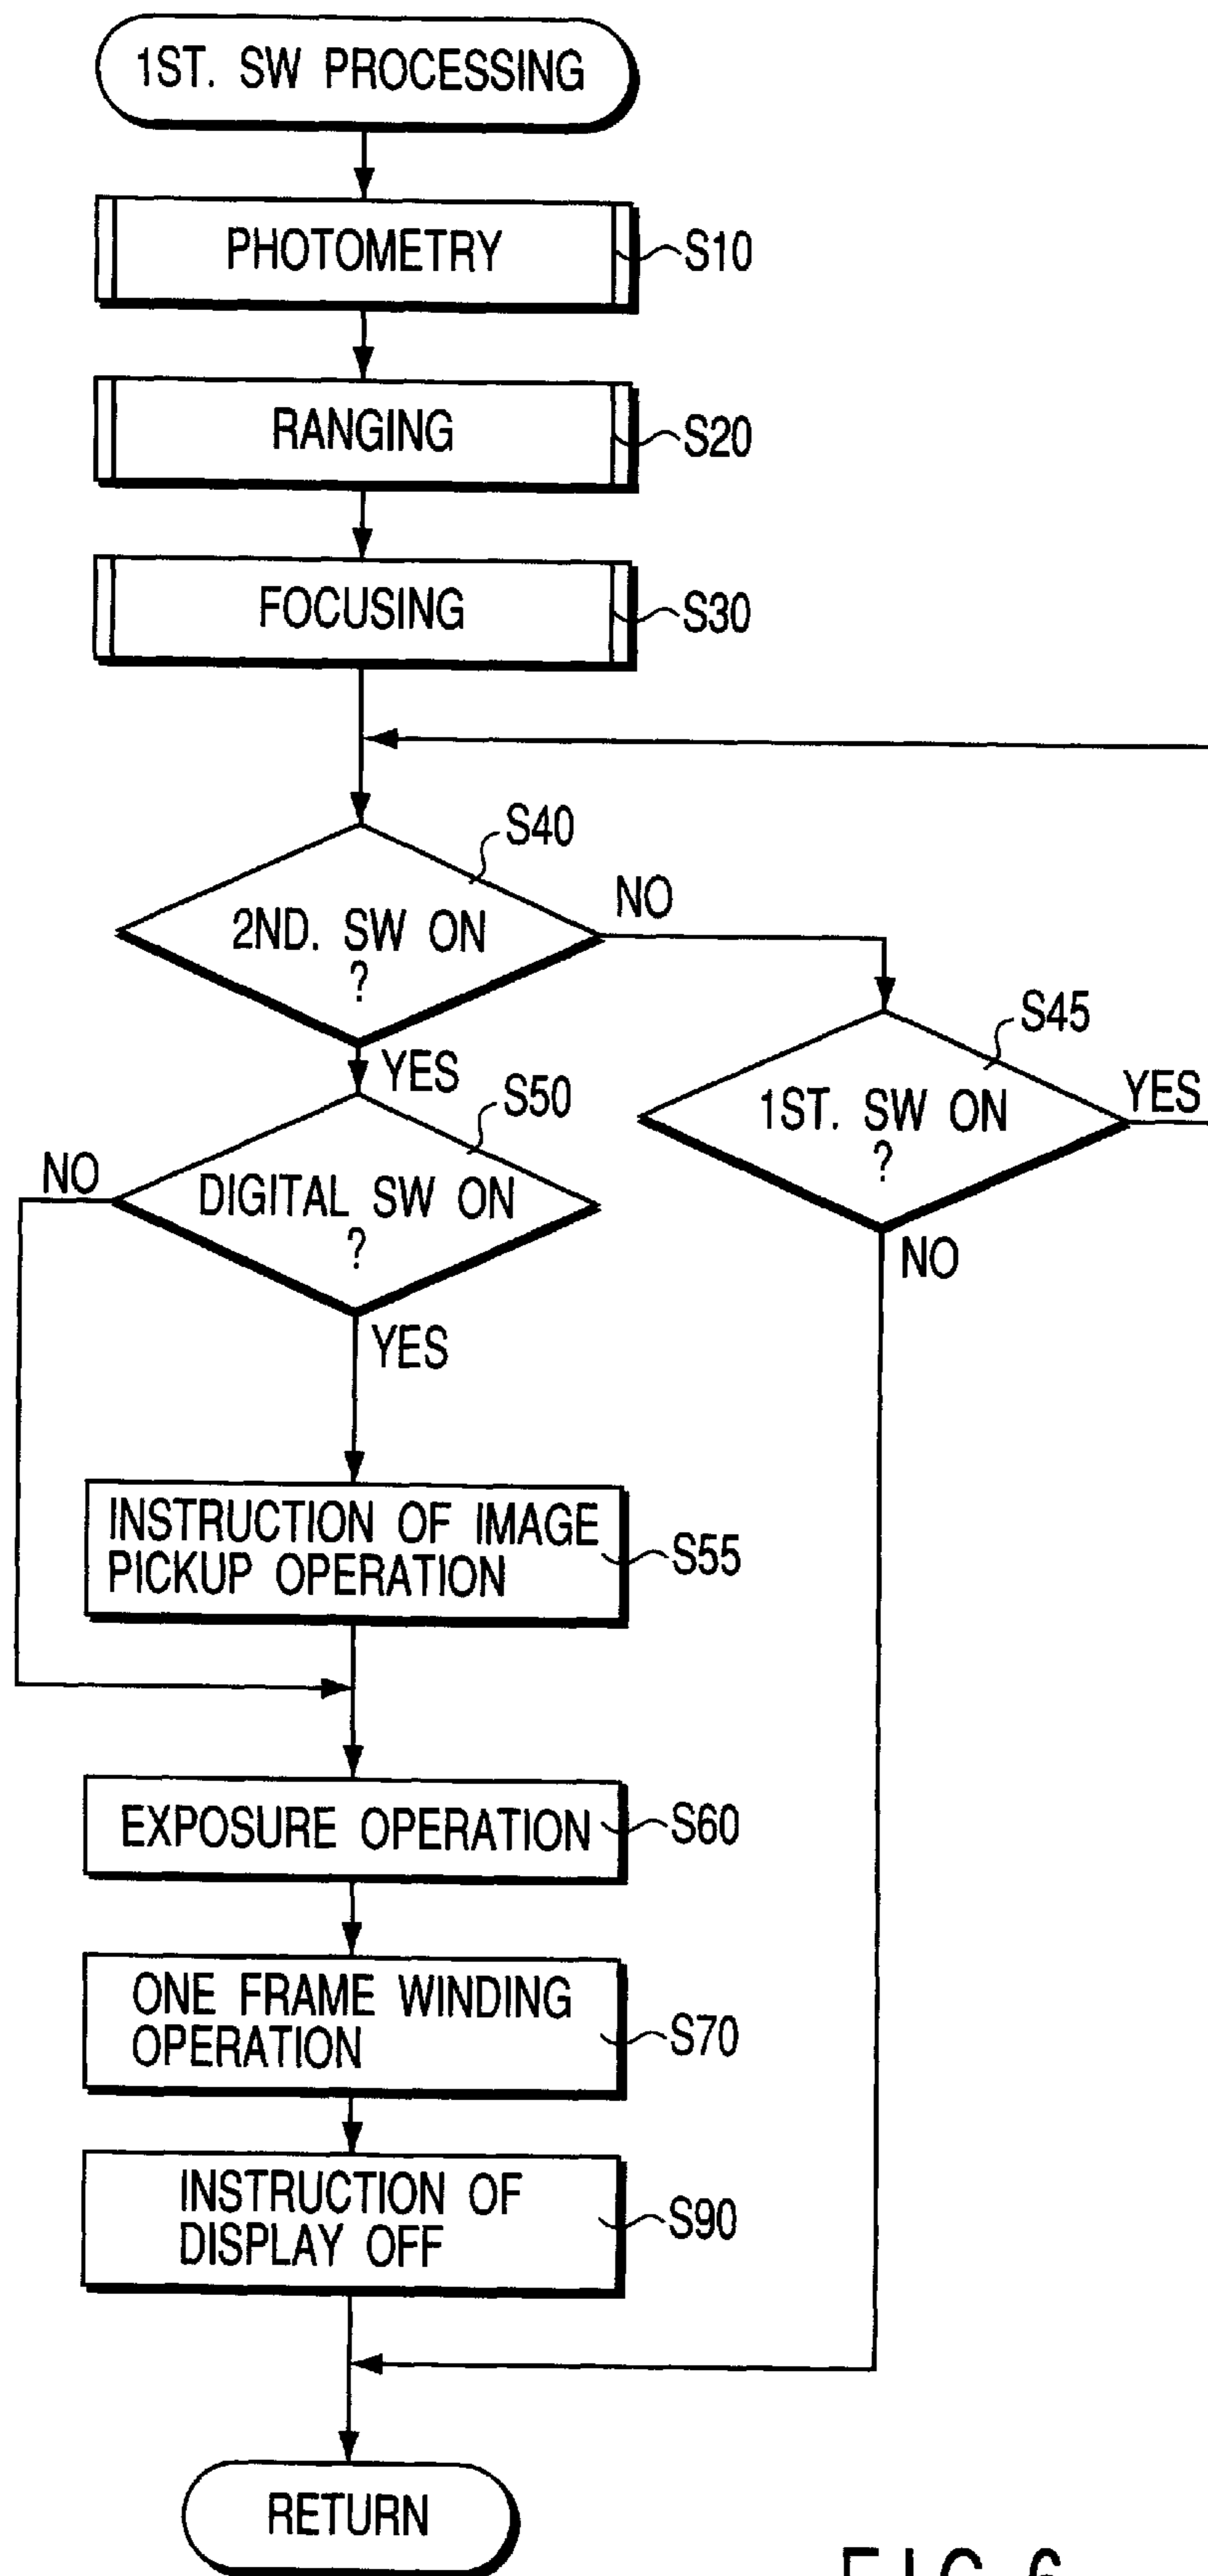 1ST. SW PROCESSING
PHOTOMETRY
S10
RANGING
S20
FOCUSING
S30
S40
2ND. SW ON
?
NO
YES
S45
1ST. SW ON
?
YES
NO
S50
DIGITAL SW ON
?
NO
YES
INSTRUCTION OF IMAGE
PICKUP OPERATION
S55
EXPOSURE OPERATION
S60
ONE FRAME WINDING
OPERATION
S70
INSTRUCTION OF
DISPLAY OFF
S90
RETURN
FIG. 6